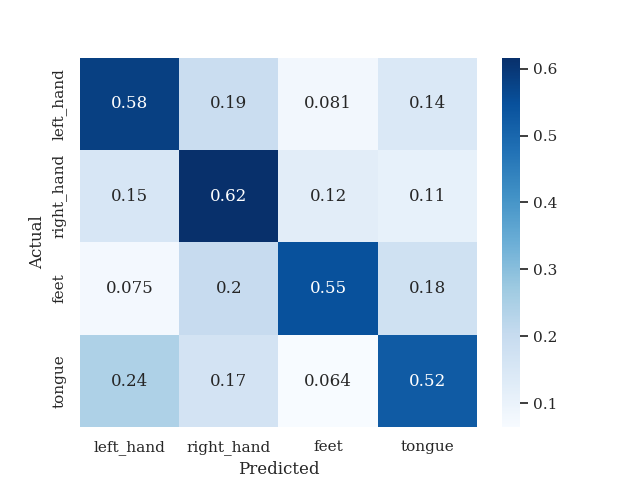 left_hand 0.58 0.19 0.081 0.14
right_hand 0.15 0.62 0.12 0.11
feet 0.075 0.2 0.55 0.18
tongue 0.24 0.17 0.064 0.52
Actual
left_hand right_hand feet tongue
Predicted
0.6
0.5
0.4
0.3
0.2
0.1